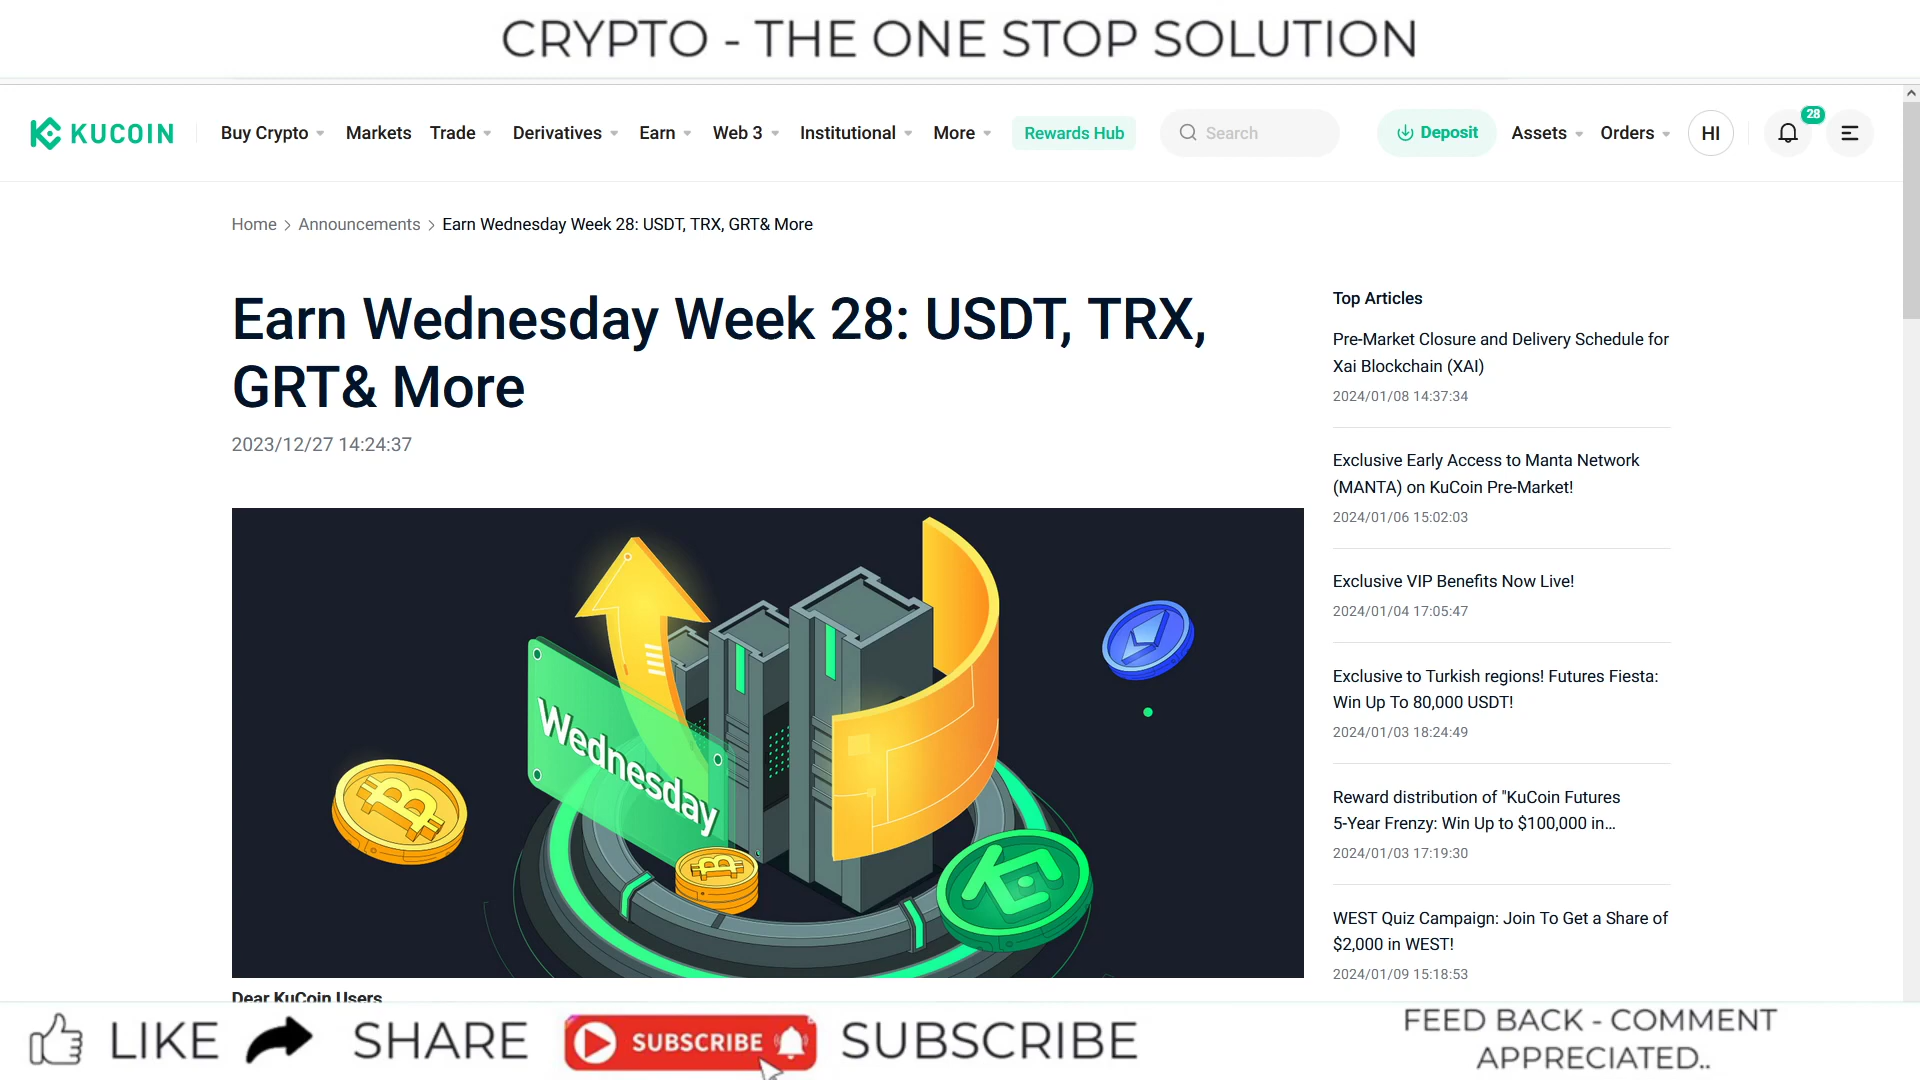 CRYPTO - THE ONE STOP SOLUTION
KUCOIN Buy Crypto Markets Trade Derivatives Earn Web 3 Institutional More Rewards Hub Search Deposit Assets Orders HI 28
Home > Announcements > Earn Wednesday Week 28: USDT, TRX, GRT& More
Earn Wednesday Week 28: USDT, TRX,
GRT& More
2023/12/27 14:24:37
Wednesday
Dear KuCoin Users
Top Articles
Pre-Market Closure and Delivery Schedule for
Xai Blockchain (XAI)
2024/01/08 14:37:34
Exclusive Early Access to Manta Network
(MANTA) on KuCoin Pre-Market!
2024/01/06 15:02:03
Exclusive VIP Benefits Now Live!
2024/01/04 17:05:47
Exclusive to Turkish regions! Futures Fiesta:
Win Up To 80,000 USDT!
2024/01/03 18:24:49
Reward distribution of "KuCoin Futures
5-Year Frenzy: Win Up to $100,000 in...
2024/01/03 17:19:30
WEST Quiz Campaign: Join To Get a Share of
$2,000 in WEST!
2024/01/09 15:18:53
LIKE SHARE SUBSCRIBE SUBSCRIBE
FEED BACK - COMMENT
APPRECIATED..